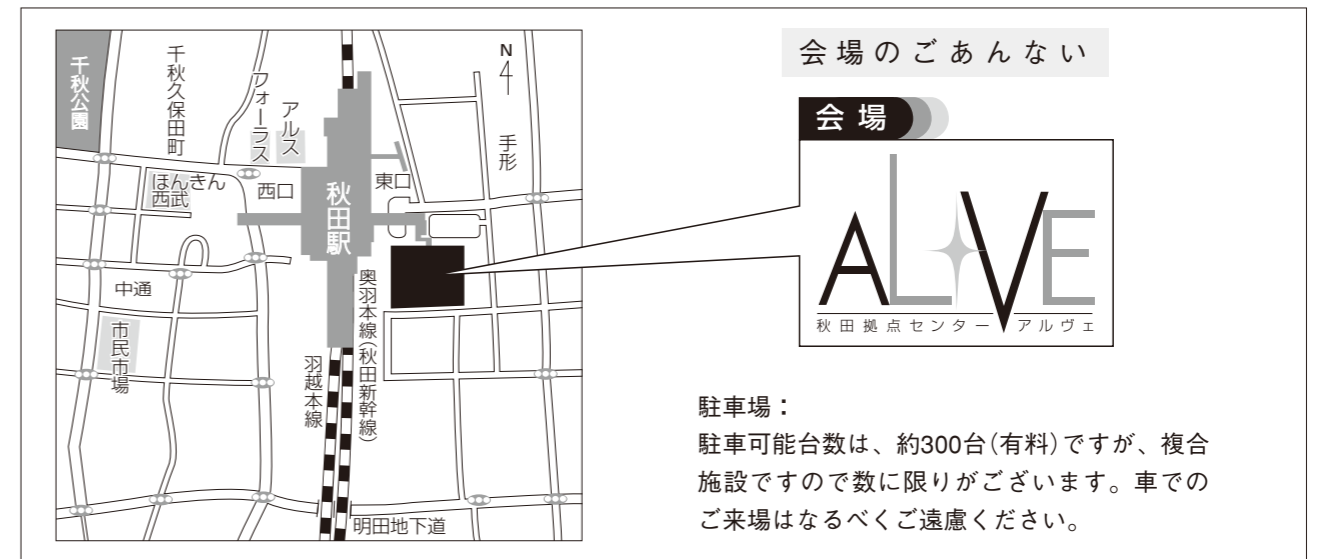 会場のごあんない
会場
ALVE
秋田拠点センター アルヴェ
駐車場：
駐車可能台数は、約300台(有料)ですが、複合
施設ですので数に限りがございます。車での
ご来場はなるべくご遠慮ください。
N
千秋公園
千秋久保田町
フォーラス
アルス
手形
ほんきん
西武
西口
秋田駅
東口
中通
市民市場
奥羽本線(秋田新幹線)
羽越本線
明田地下道